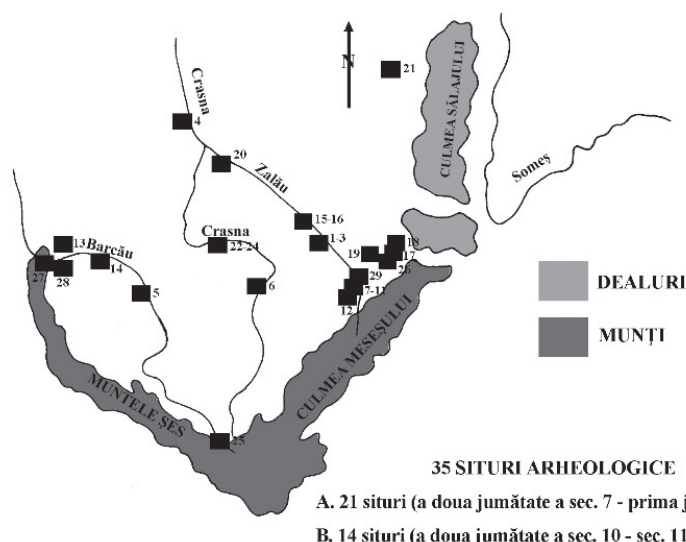 Crasna
4
N
21
CULMEA SĂLAJULUI
Someș
20
Zalău
15-16
1-3
Crasna
22-24
13
Barcău
14
27
28
5
6
18
17
19
26
29
7-11
12
DEALURI
MUNȚI
MUNTELE ȘES
CULMEA MESEȘULUI
25
35 SITURI ARHEOLOGICE
A. 21 situri (a doua jumătate a sec. 7 - prima j
B. 14 situri (a doua jumătate a sec. 10 - sec. 11